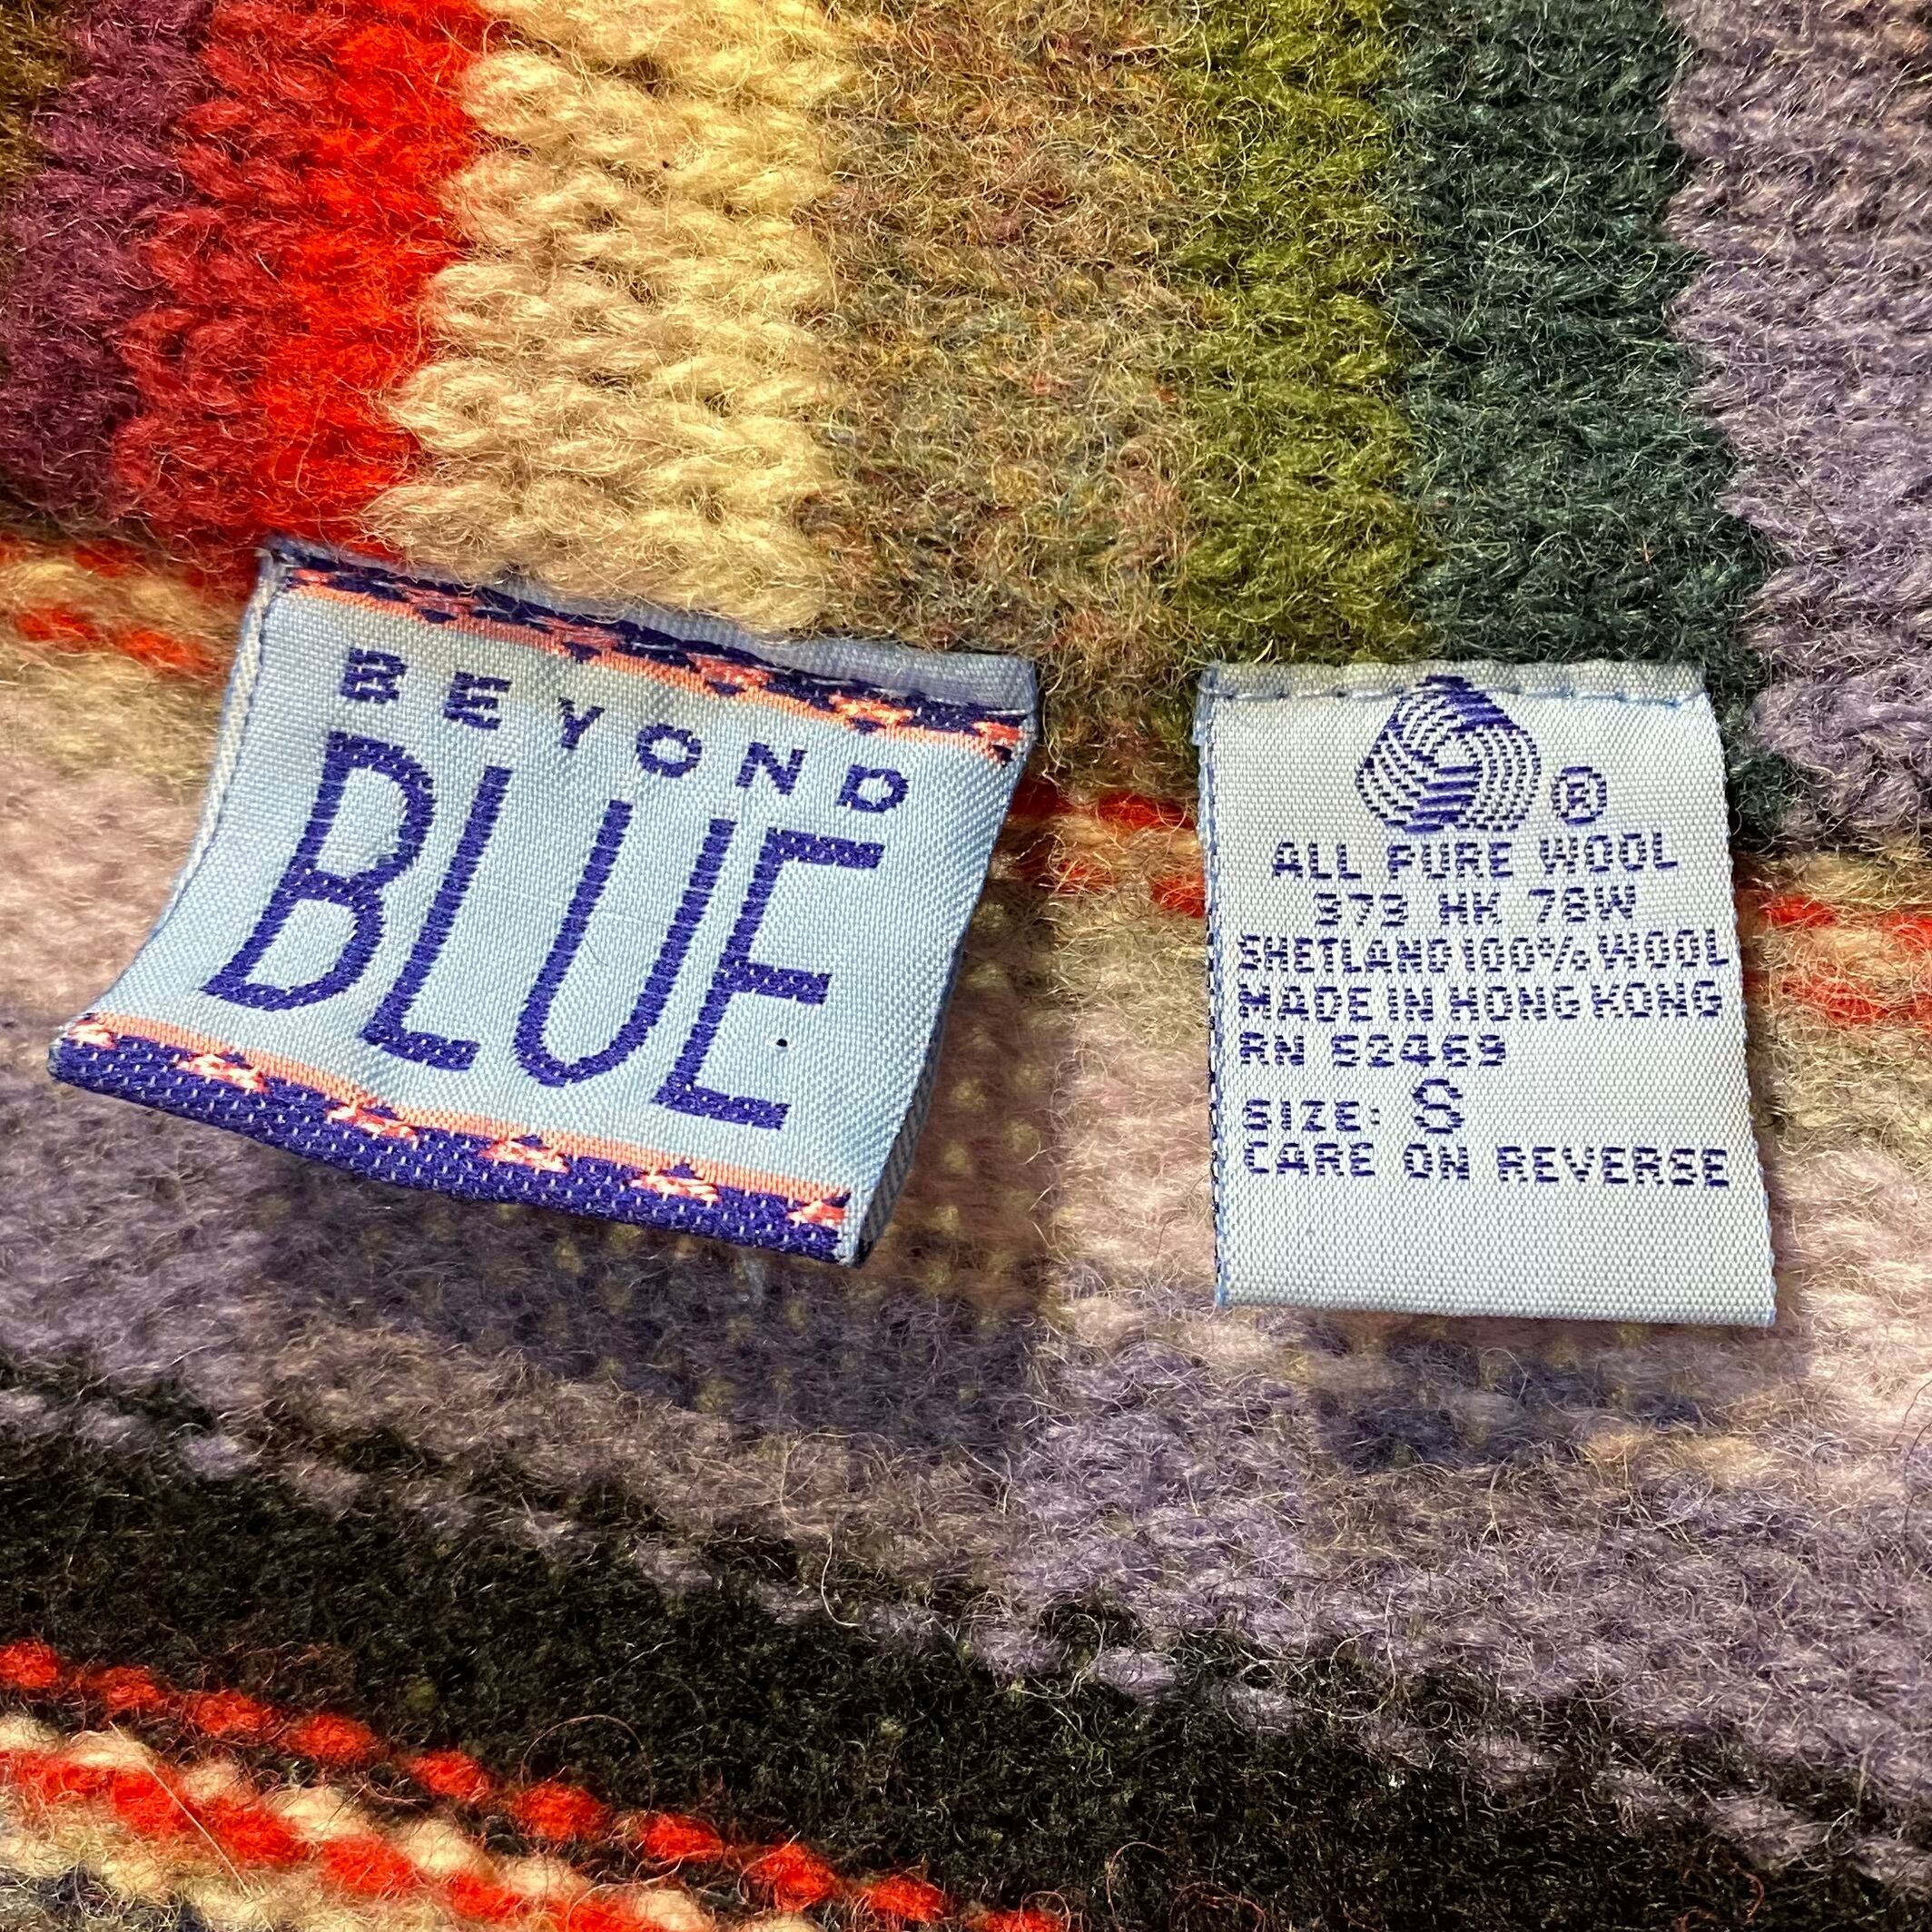 BEYOND
BLUE
®
ALL PURE WOOL
373 HK 78W
SHETLAND 100% WOOL
MADE IN HONG KONG
RN 52469
SIZE: S
CARE ON REVERSE